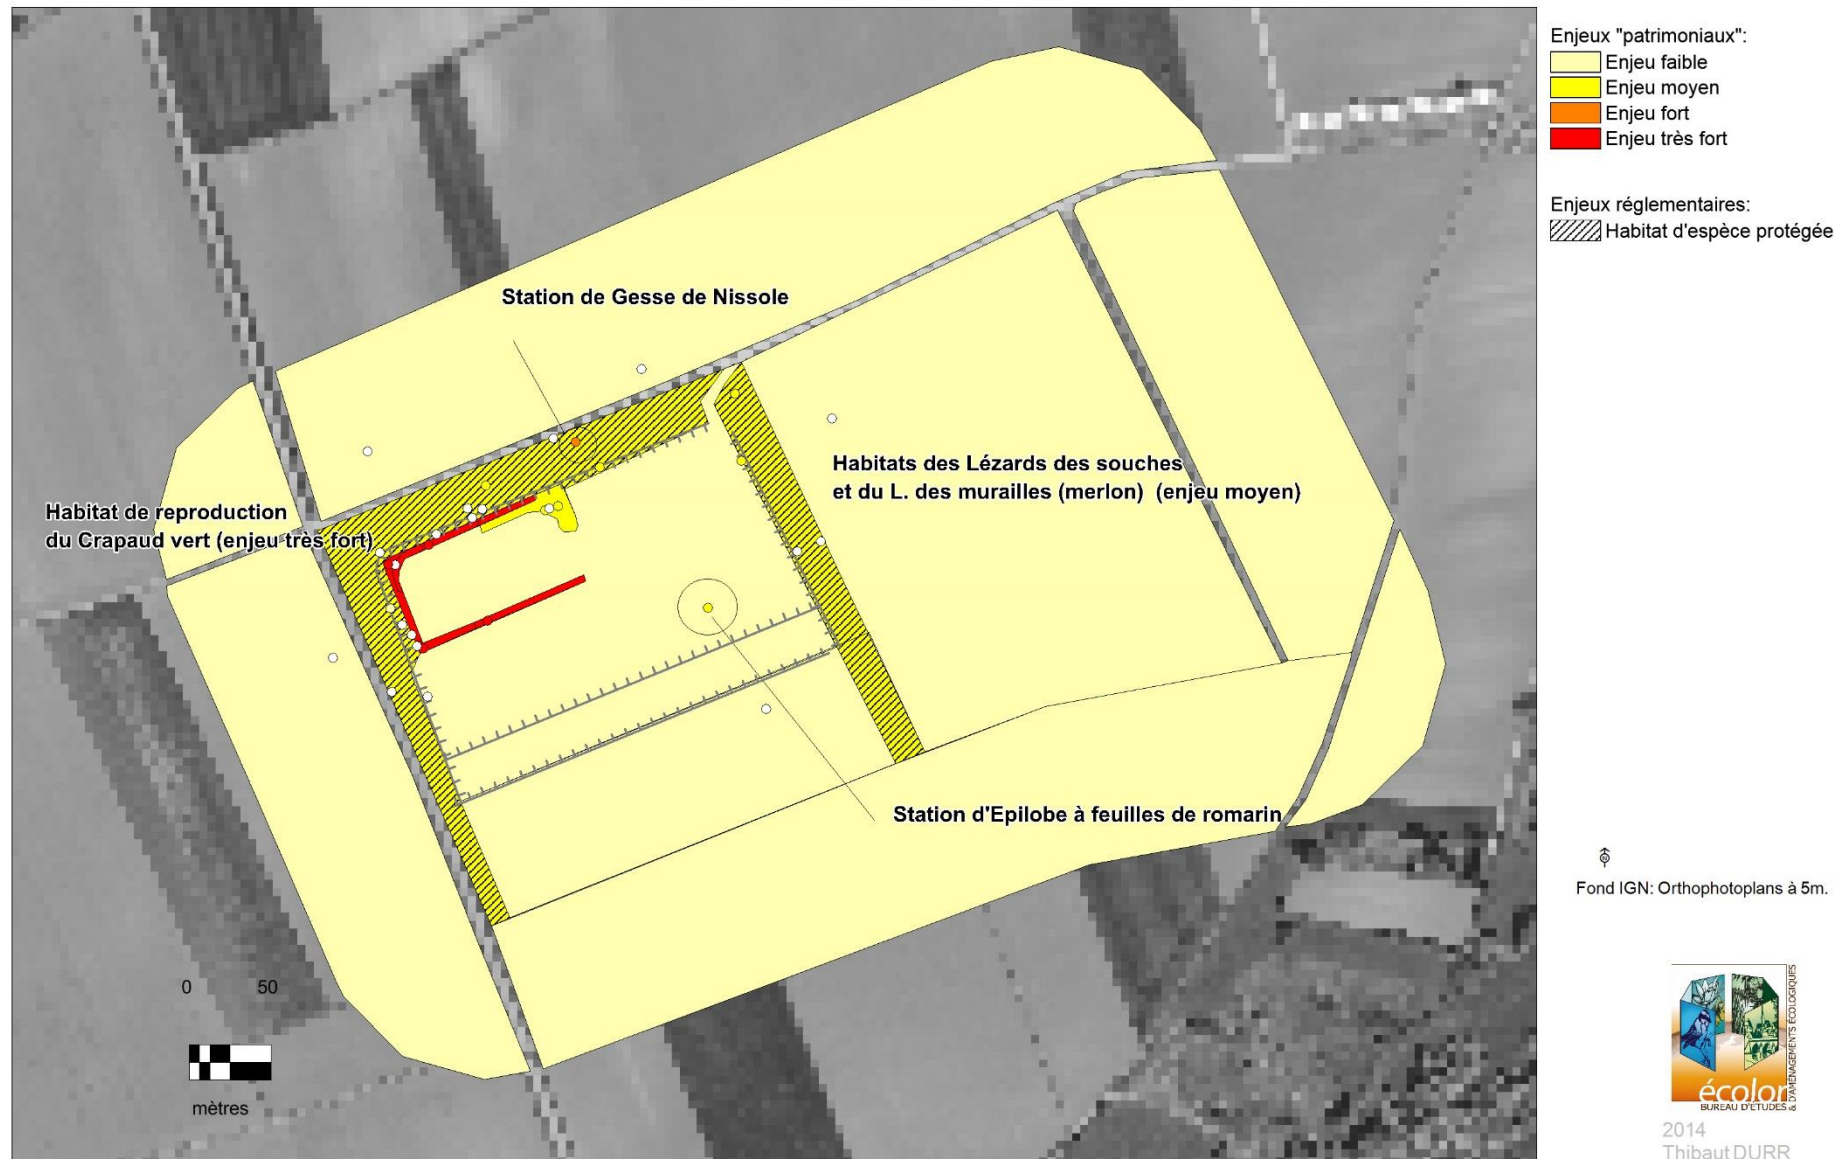 Enjeux "patrimoniaux":
Enjeu faible
Enjeu moyen
Enjeu fort
Enjeu très fort
Enjeux réglementaires:
Habitat d'espèce protégée
Station de Gesse de Nissole
Habitats des Lézards des souches
et du L. des murailles (merlon) (enjeu moyen)
Habitat de reproduction
du Crapaud vert (enjeu très fort)
Station d'Epilobe à feuilles de romarin
0 50
mètres
N
Fond IGN: Orthophotoplans à 5m.
écolor
BUREAU D'ÉTUDES
& D'AMÉNAGEMENTS ÉCOLOGIQUES
2014
Thibaut DURR